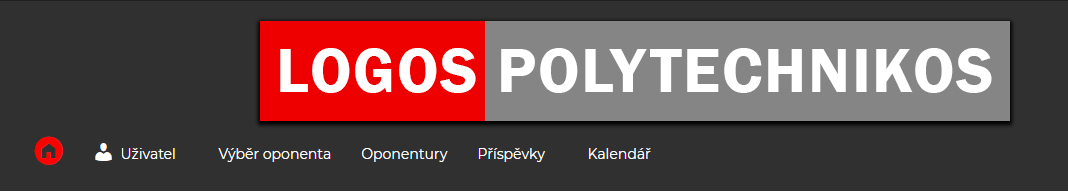 LOGOS POLYTECHNIKOS
Uživatel Výběr oponenta Oponentury Příspěvky Kalendář